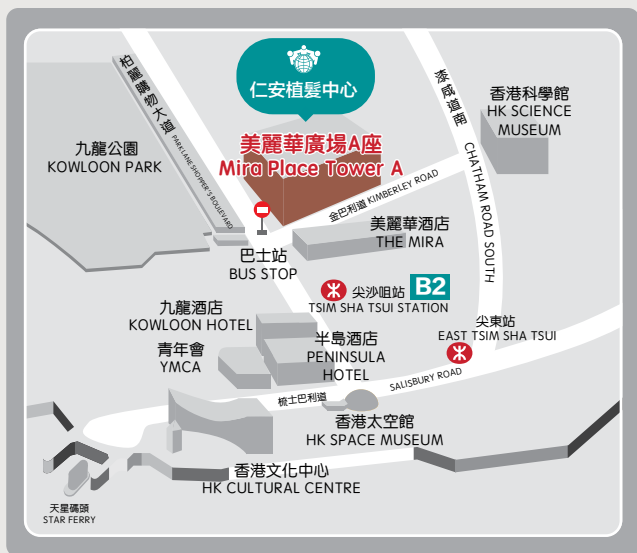 仁安植髮中心
美麗華廣場A座
Mira Place Tower A
柏麗購物大道
PARK LANE SHOPPER'S BOULEVARD
九龍公園
KOWLOON PARK
漆咸道南
CHATHAM ROAD SOUTH
香港科學館
HK SCIENCE
MUSEUM
金巴利道 KIMBERLEY ROAD
美麗華酒店
THE MIRA
巴士站
BUS STOP
尖沙咀站 B2
TSIM SHA TSUI STATION
九龍酒店
KOWLOON HOTEL
半島酒店
PENINSULA
HOTEL
青年會
YMCA
尖東站
EAST TSIM SHA TSUI
梳士巴利道
SALISBURY ROAD
香港太空館
HK SPACE MUSEUM
香港文化中心
HK CULTURAL CENTRE
天星碼頭
STAR FERRY